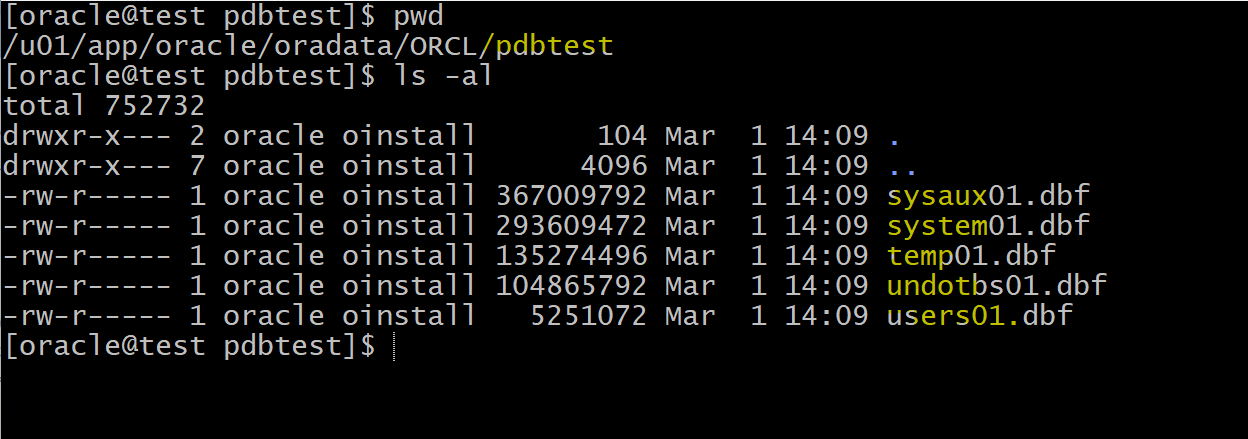 [oracle@test pdbtest]$ pwd
/u01/app/oracle/oradata/ORCL/pdbtest
[oracle@test pdbtest]$ ls -al
total 752732
drwxr-x--- 2 oracle oinstall       104 Mar  1 14:09 .
drwxr-x--- 7 oracle oinstall      4096 Mar  1 14:09 ..
-rw-r----- 1 oracle oinstall 367009792 Mar  1 14:09 sysaux01.dbf
-rw-r----- 1 oracle oinstall 293609472 Mar  1 14:09 system01.dbf
-rw-r----- 1 oracle oinstall 135274496 Mar  1 14:09 temp01.dbf
-rw-r----- 1 oracle oinstall 104865792 Mar  1 14:09 undotbs01.dbf
-rw-r----- 1 oracle oinstall   5251072 Mar  1 14:09 users01.dbf
[oracle@test pdbtest]$